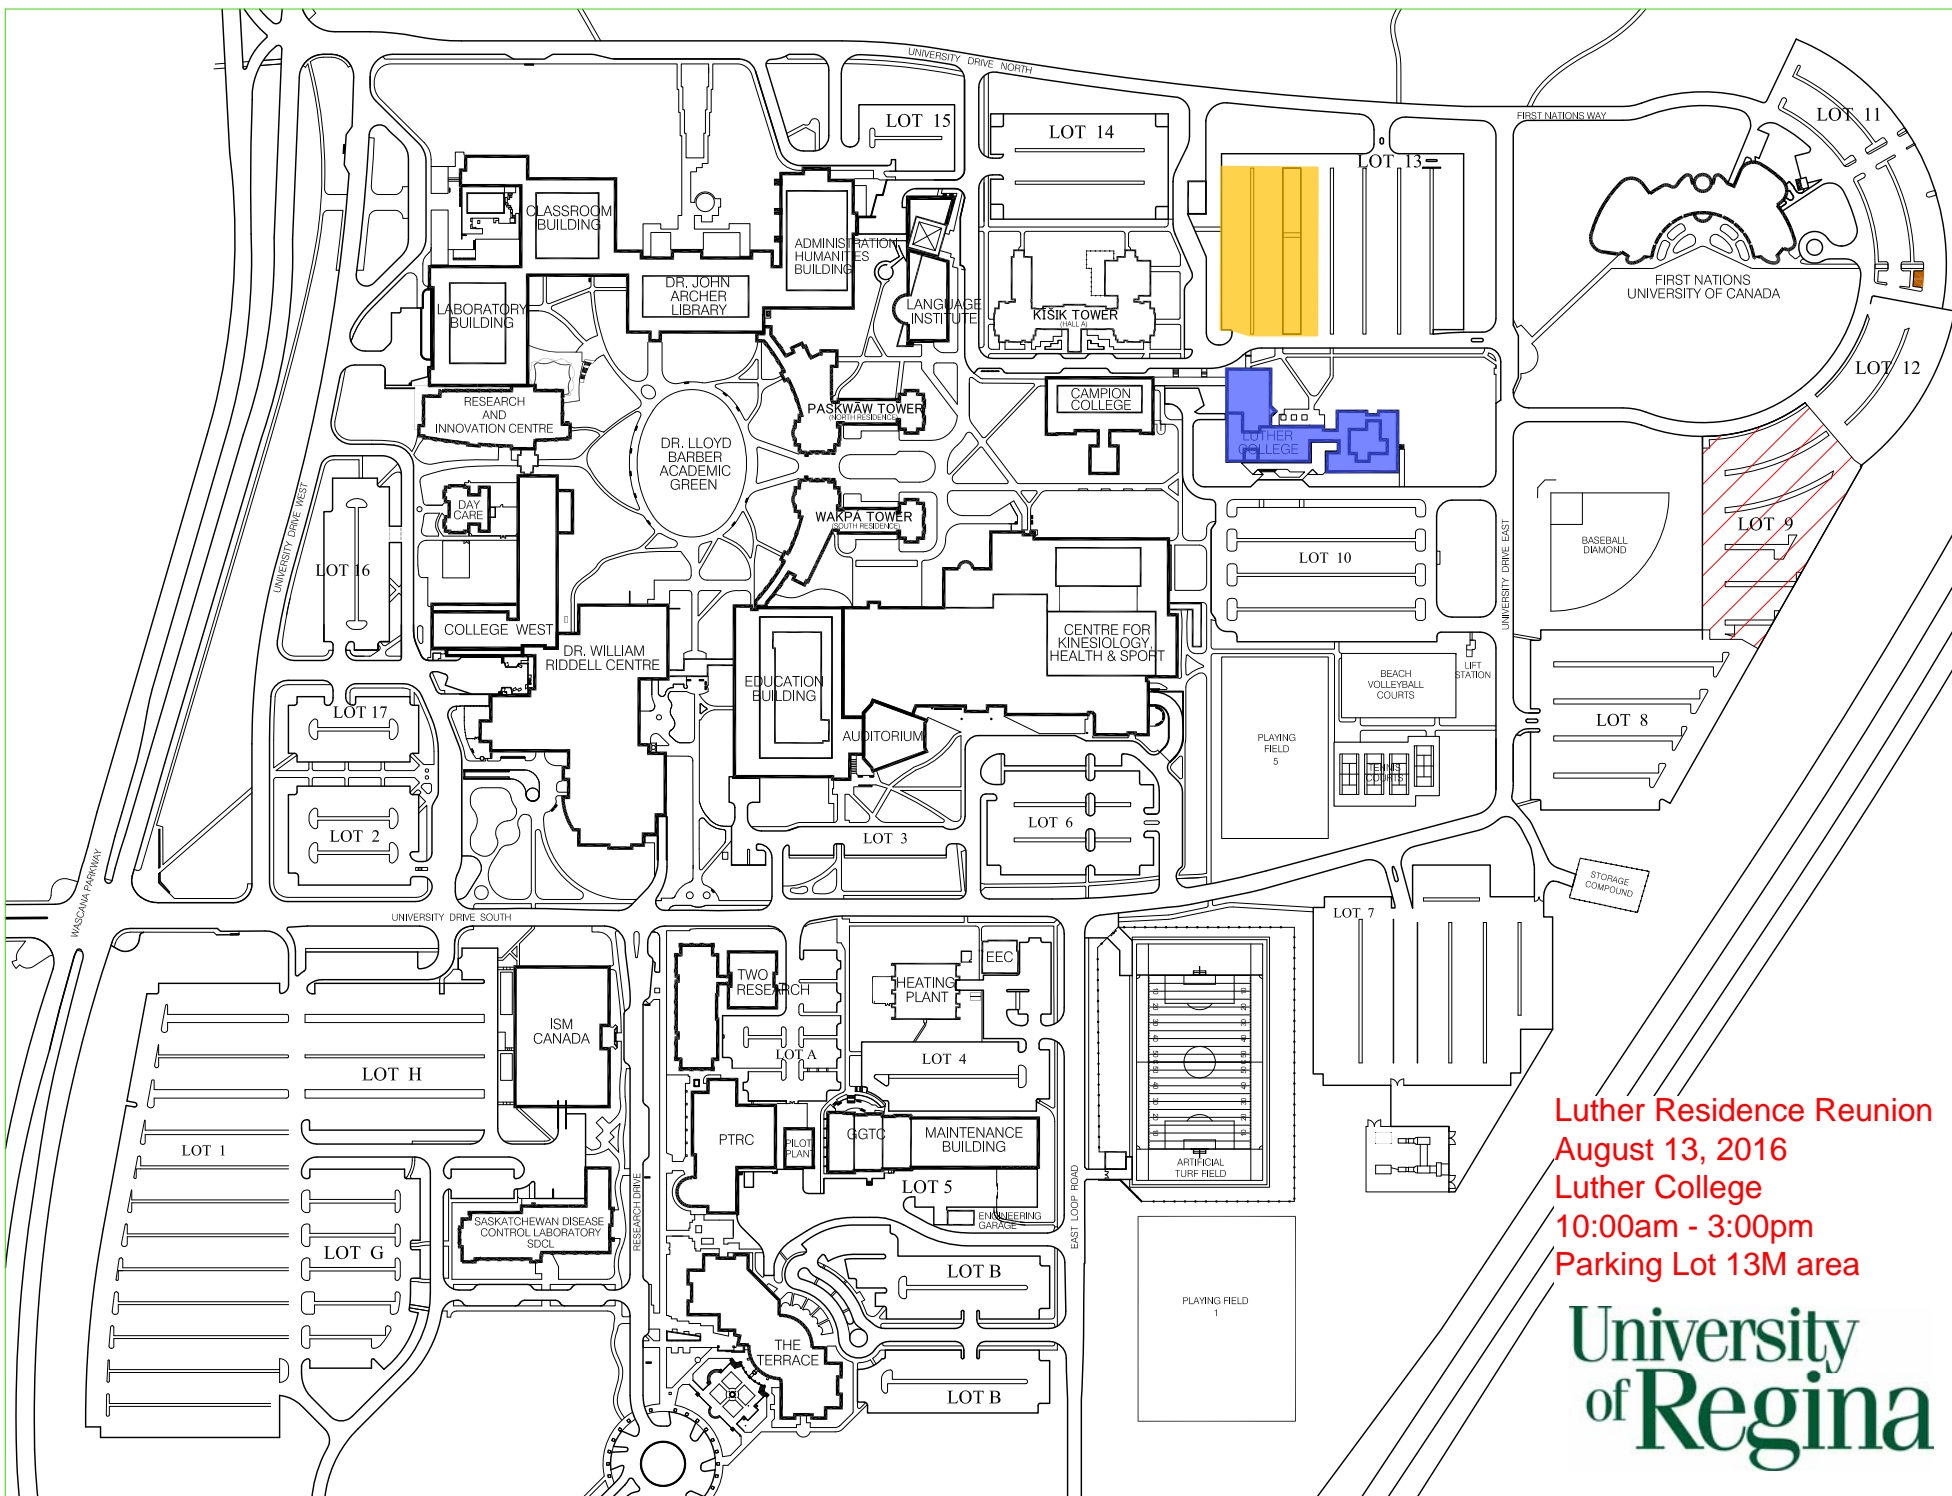 UNIVERSITY DRIVE NORTH
FIRST NATIONS WAY
LOT 11
LOT 15
LOT 14
LOT 13
CLASSROOM
BUILDING
ADMINISTRATION
HUMANITIES
BUILDING
DR. JOHN
ARCHER
LIBRARY
LABORATORY
BUILDING
LANGUAGE
INSTITUTE
KĪSIK TOWER
(HALL A)
FIRST NATIONS
UNIVERSITY OF CANADA
LOT 12
RESEARCH
AND
INNOVATION CENTRE
PASKWĀW TOWER
(NORTH RESIDENCE)
CAMPION
COLLEGE
LUTHER
COLLEGE
DR. LLOYD
BARBER
ACADEMIC
GREEN
DAY
CARE
WAKPĀ TOWER
(SOUTH RESIDENCE)
UNIVERSITY DRIVE WEST
LOT 16
LOT 10
UNIVERSITY DRIVE EAST
BASEBALL
DIAMOND
LOT 9
COLLEGE WEST
DR. WILLIAM
RIDDELL CENTRE
CENTRE FOR
KINESIOLOGY,
HEALTH & SPORT
EDUCATION
BUILDING
AUDITORIUM
BEACH
VOLLEYBALL
COURTS
LIFT
STATION
LOT 17
LOT 8
PLAYING
FIELD
5
TENNIS
COURTS
LOT 2
LOT 3
LOT 6
WASCANA PARKWAY
STORAGE
COMPOUND
UNIVERSITY DRIVE SOUTH
LOT 7
TWO
RESEARCH
HEATING
PLANT
EEC
ISM
CANADA
LOT A
LOT 4
LOT H
LOT 1
PTRC
PILOT
PLANT
GGTC
MAINTENANCE
BUILDING
ARTIFICIAL
TURF FIELD
LOT 5
ENGINEERING
GARAGE
EAST LOOP ROAD
RESEARCH DRIVE
SASKATCHEWAN DISEASE
CONTROL LABORATORY
SDCL
LOT G
LOT B
PLAYING FIELD
1
THE
TERRACE
LOT B
Luther Residence Reunion
August 13, 2016
Luther College
10:00am - 3:00pm
Parking Lot 13M area
University
of Regina